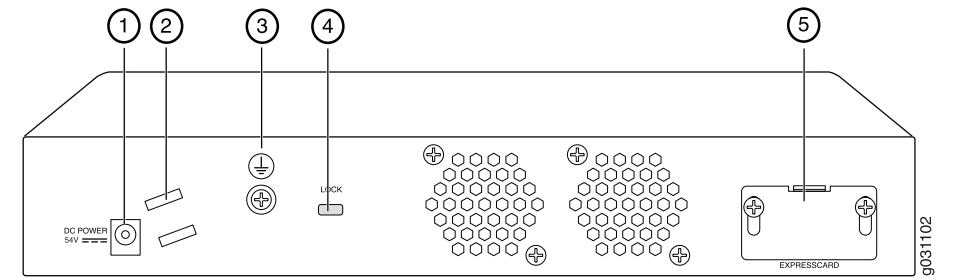 1 2 3 4 5
LOCK
DC POWER
54V
EXPRESSCARD
g031102